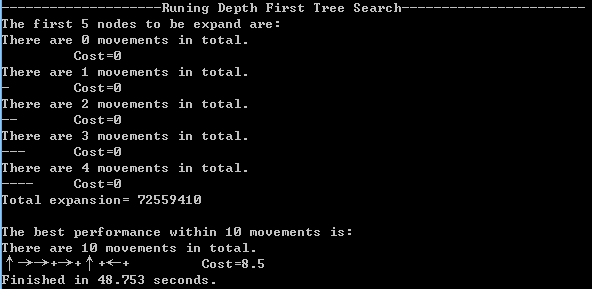 --------------------Runing Depth First Tree Search-----------------------
The first 5 nodes to be expand are:
There are 0 movements in total.
Cost=0
There are 1 movements in total.
-        Cost=0
There are 2 movements in total.
--       Cost=0
There are 3 movements in total.
---      Cost=0
There are 4 movements in total.
----     Cost=0
Total expansion= 72559410
The best performance within 10 movements is:
There are 10 movements in total.
↑→→+→+↑+←+         Cost=8.5
Finished in 48.753 seconds.